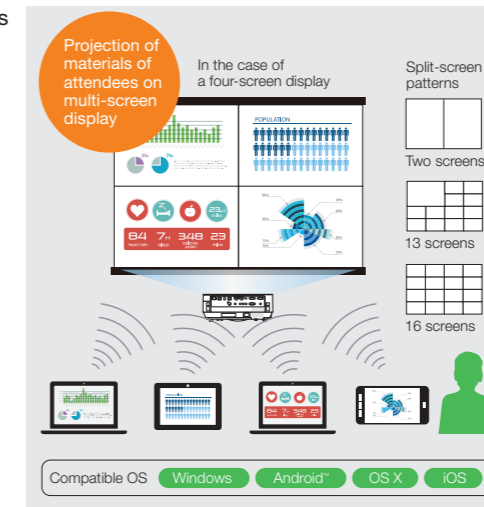 s
Projection of
materials of
attendees on
multi-screen
display
In the case of
a four-screen display
Split-screen
patterns
POPULATION
84 7H 348 23
Two screens
13 screens
16 screens
Compatible OS Windows Android™ OS X iOS